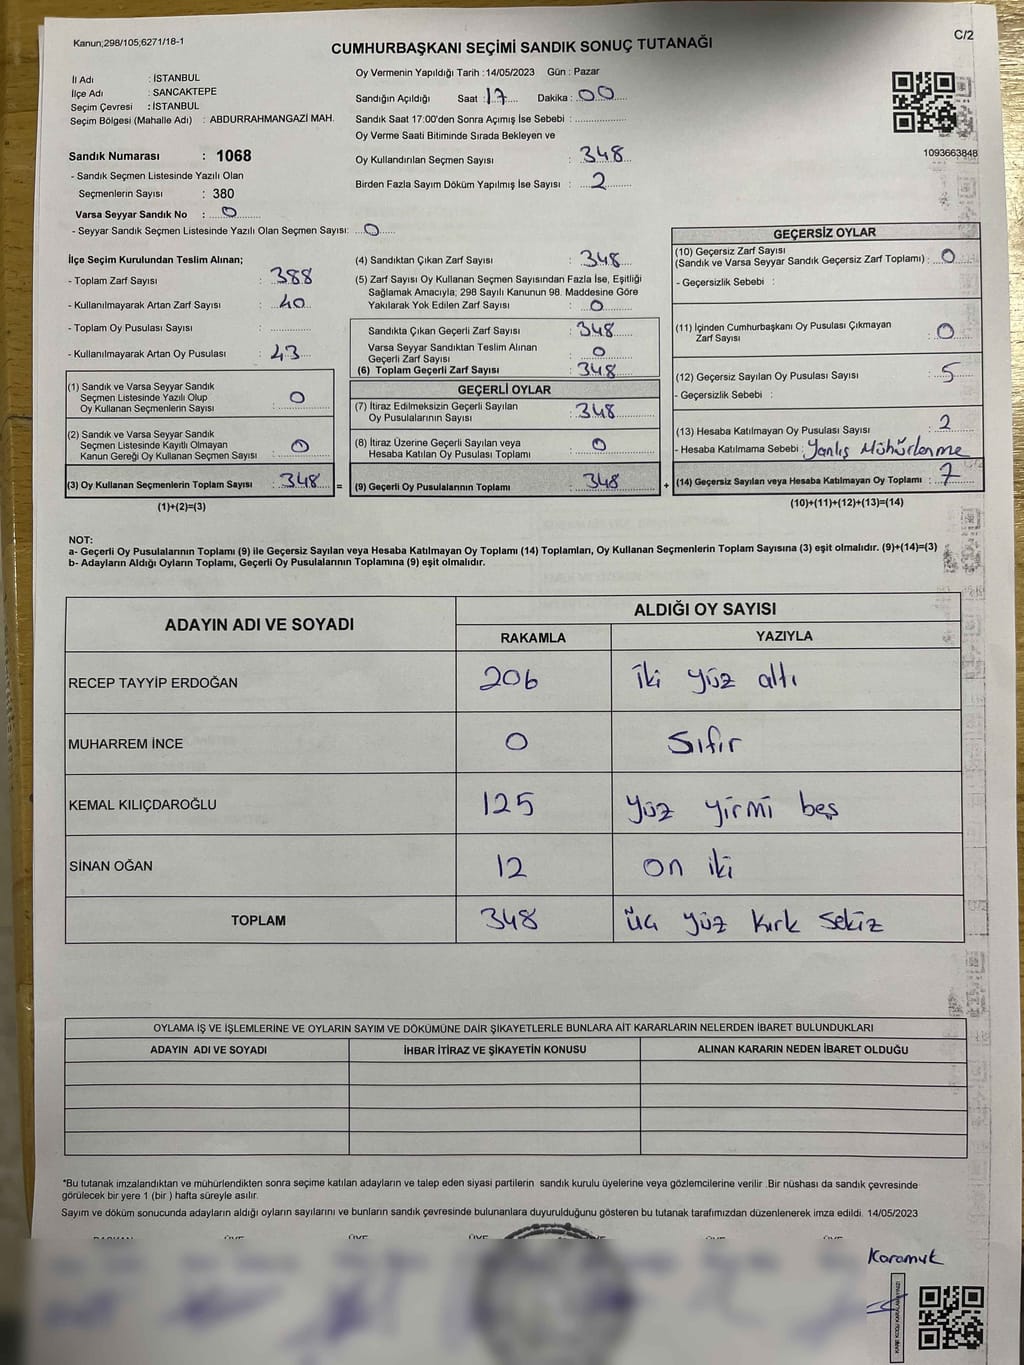 Kanun;298/105;6271/18-1
C/2
CUMHURBAŞKANI SEÇİMİ SANDIK SONUÇ TUTANAĞI
İl Adı : İSTANBUL
İlçe Adı : SANCAKTEPE
Seçim Çevresi : İSTANBUL
Seçim Bölgesi (Mahalle Adı) : ABDURRAHMANGAZİ MAH.
Sandık Numarası : 1068
- Sandık Seçmen Listesinde Yazılı Olan
Seçmenlerin Sayısı : 380
Varsa Seyyar Sandık No : 0
- Seyyar Sandık Seçmen Listesinde Yazılı Olan Seçmen Sayısı: 0
Oy Vermenin Yapıldığı Tarih :14/05/2023 Gün : Pazar
Sandığın Açıldığı Saat : 17 Dakika : 00
Sandık Saat 17:00'den Sonra Açımış İse Sebebi :
Oy Verme Saati Bitiminde Sırada Bekleyen ve
Oy Kullandırılan Seçmen Sayısı : 348
Birden Fazla Sayım Döküm Yapılmış İse Sayısı : 2
1093663848
İlçe Seçim Kurulundan Teslim Alınan;
- Toplam Zarf Sayısı : 388
- Kullanılmayarak Artan Zarf Sayısı : 40
- Toplam Oy Pusulası Sayısı :
- Kullanılmayarak Artan Oy Pusulası : 43
(1) Sandık ve Varsa Seyyar Sandık
Seçmen Listesinde Yazılı Olup
Oy Kullanan Seçmenlerin Sayısı : 0
(2) Sandık ve Varsa Seyyar Sandık
Seçmen Listesinde Kayıtlı Olmayan
Kanun Gereği Oy Kullanan Seçmen Sayısı : 0
(3) Oy Kullanan Seçmenlerin Toplam Sayısı : 348 =
(1)+(2)=(3)
(4) Sandıktan Çıkan Zarf Sayısı : 348
(5) Zarf Sayısı Oy Kullanan Seçmen Sayısından Fazla İse, Eşitliği
Sağlamak Amacıyla; 298 Sayılı Kanunun 98. Maddesine Göre
Yakılarak Yok Edilen Zarf Sayısı : 0
Sandıkta Çıkan Geçerli Zarf Sayısı : 348
Varsa Seyyar Sandıktan Teslim Alınan
Geçerli Zarf Sayısı : 0
(6) Toplam Geçerli Zarf Sayısı : 348
GEÇERLİ OYLAR
(7) İtiraz Edilmeksizin Geçerli Sayılan
Oy Pusulalarının Sayısı : 348
(8) İtiraz Üzerine Geçerli Sayılan veya
Hesaba Katılan Oy Pusulası Toplamı : 0
(9) Geçerli Oy Pusulalarının Toplamı : 348 +
GEÇERSİZ OYLAR
(10) Geçersiz Zarf Sayısı
(Sandık ve Varsa Seyyar Sandık Geçersiz Zarf Toplamı) : 0
- Geçersizlik Sebebi :
(11) İçinden Cumhurbaşkanı Oy Pusulası Çıkmayan
Zarf Sayısı : 0
(12) Geçersiz Sayılan Oy Pusulası Sayısı : 5
- Geçersizlik Sebebi :
(13) Hesaba Katılmayan Oy Pusulası Sayısı : 2
- Hesaba Katılmama Sebebi : Yanlış Mühürlenme
(14) Geçersiz Sayılan veya Hesaba Katılmayan Oy Toplamı : 7
(10)+(11)+(12)+(13)=(14)
NOT:
a- Geçerli Oy Pusulalarının Toplamı (9) ile Geçersiz Sayılan veya Hesaba Katılmayan Oy Toplamı (14) Toplamları, Oy Kullanan Seçmenlerin Toplam Sayısına (3) eşit olmalıdır. (9)+(14)=(3)
b- Adayların Aldığı Oyların Toplamı, Geçerli Oy Pusulalarının Toplamına (9) eşit olmalıdır.
ADAYIN ADI VE SOYADI
ALDIĞI OY SAYISI
RAKAMLA YAZIYLA
RECEP TAYYİP ERDOĞAN 206 iki yüz altı
MUHARREM İNCE 0 Sıfır
KEMAL KILIÇDAROĞLU 125 yüz yirmi beş
SİNAN OĞAN 12 on iki
TOPLAM 348 üç yüz kırk sekiz
OYLAMA İŞ VE İŞLEMLERİNE VE OYLARIN SAYIM VE DÖKÜMÜNE DAİR ŞİKAYETLERLE BUNLARA AİT KARARLARIN NELERDEN İBARET BULUNDUKLARI
ADAYIN ADI VE SOYADI İHBAR İTİRAZ VE ŞİKAYETİN KONUSU ALINAN KARARIN NEDEN İBARET OLDUĞU
*Bu tutanak imzalandıktan ve mühürlendikten sonra seçime katılan adayların ve talep eden siyasi partilerin sandık kurulu üyelerine veya gözlemcilerine verilir .Bir nüshası da sandık çevresinde
görülecek bir yere 1 (bir ) hafta süreyle asılır.
Sayım ve döküm sonucunda adayların aldığı oyların sayılarını ve bunların sandık çevresinde bulunanlara duyurulduğunu gösteren bu tutanak tarafımızdan düzenlenerek imza edildi. 14/05/2023
Karamuk